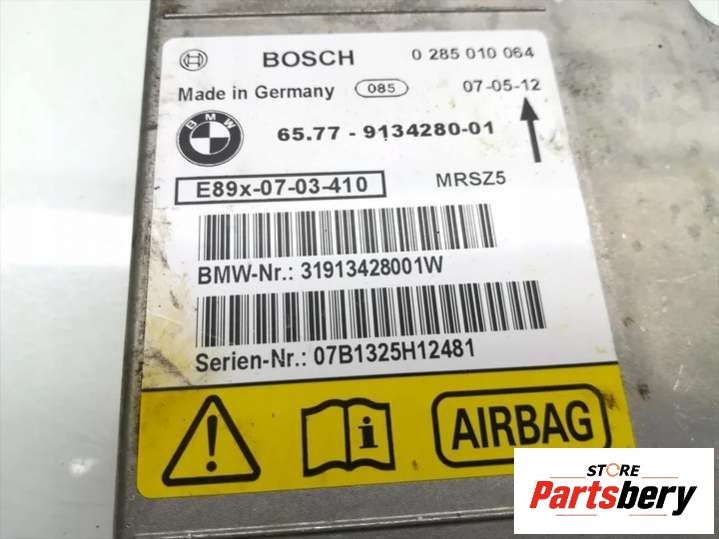 BOSCH 0 285 010 064
Made in Germany 085 07-05-12
BMW
65.77 - 9134280-01
E89x-07-03-410 MRSZ5
BMW-Nr.: 31913428001W
Serien-Nr.: 07B1325H12481
AIRBAG
STORE
Partsbery